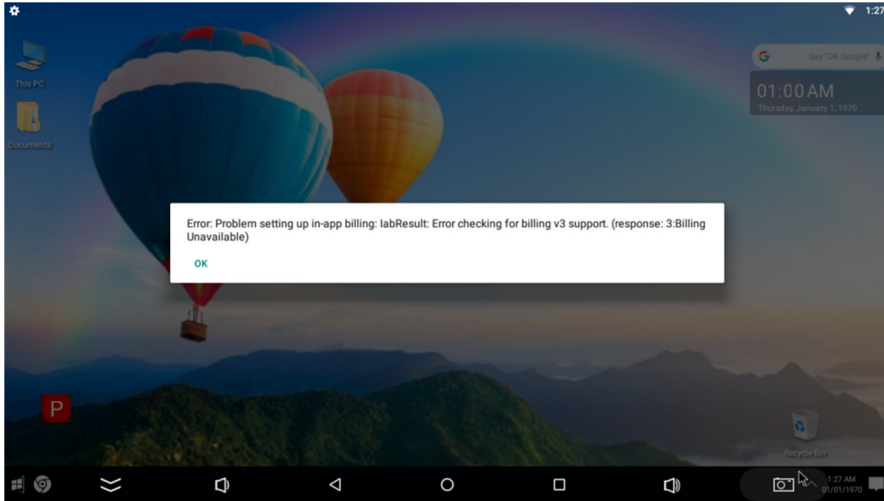 1:27
This PC
Say "OK Google"
01:00 AM
Thursday, January 1, 1970
Documents
Error: Problem setting up in-app billing: IabResult: Error checking for billing v3 support. (response: 3:Billing
Unavailable)
OK
P
Recycle Bin
1:27 AM
01/01/1970